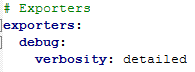 # Exporters
exporters:
  debug:
    verbosity: detailed